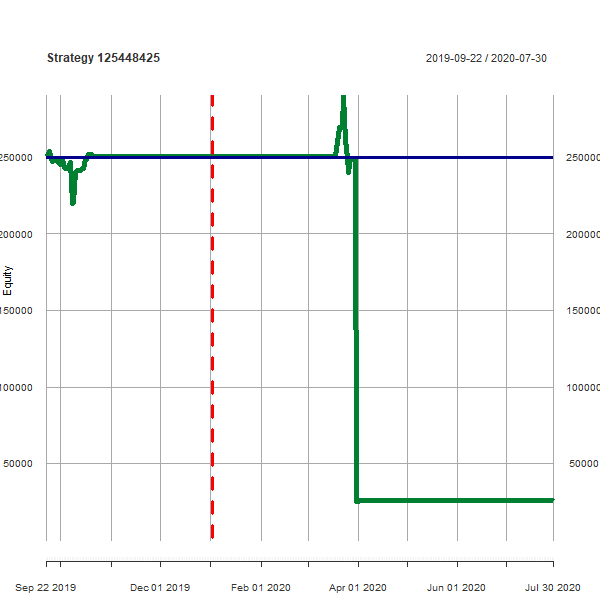 Strategy 125448425
2019-09-22 / 2020-07-30
250000
250000
200000
200000
Equity
150000
150000
100000
100000
50000
50000
Sep 22 2019
Dec 01 2019
Feb 01 2020
Apr 01 2020
Jun 01 2020
Jul 30 2020